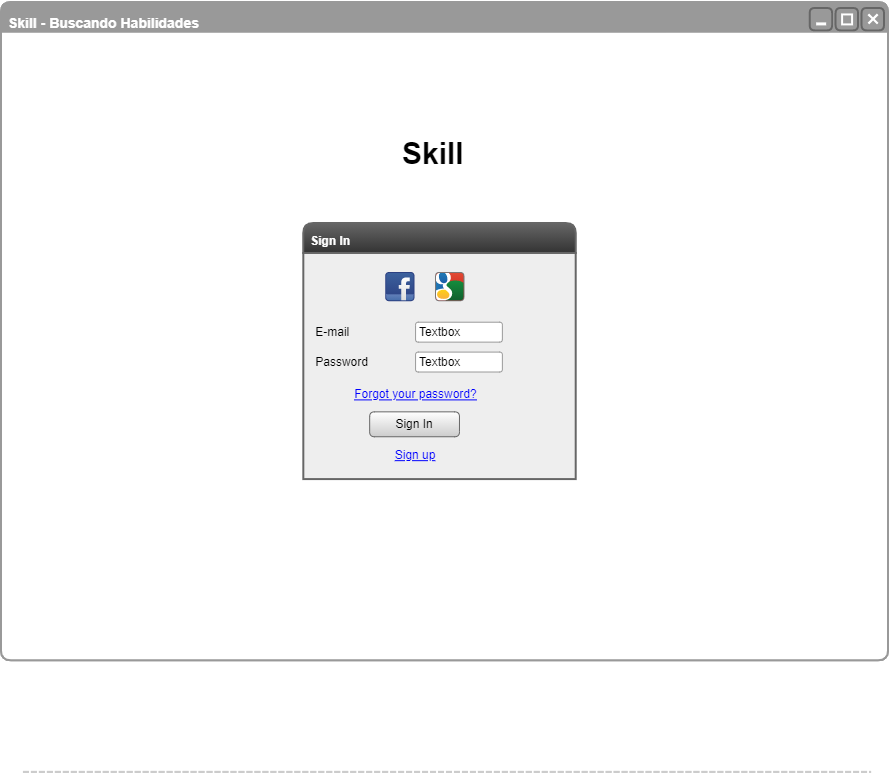 Skill - Buscando Habilidades
Skill
Sign In
E-mail Textbox
Password Textbox
Forgot your password?
Sign In
Sign up